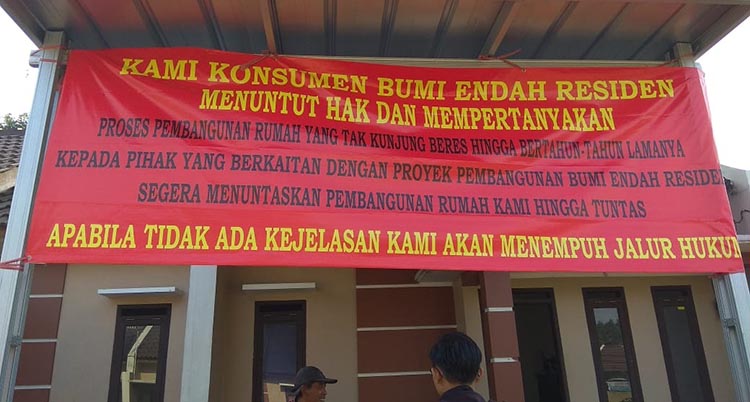 KAMI KONSUMEN BUMI ENDAH RESIDEN
MENUNTUT HAK DAN MEMPERTANYAKAN
PROSES PEMBANGUNAN RUMAH YANG TAK KUNJUNG BERES HINGGA BERTAHUN-TAHUN LAMANYA
KEPADA PIHAK YANG BERKAITAN DENGAN PROYEK PEMBANGUNAN BUMI ENDAH RESIDEN
SEGERA MENUNTASKAN PEMBANGUNAN RUMAH KAMI HINGGA TUNTAS
APABILA TIDAK ADA KEJELASAN KAMI AKAN MENEMPUH JALUR HUKUM